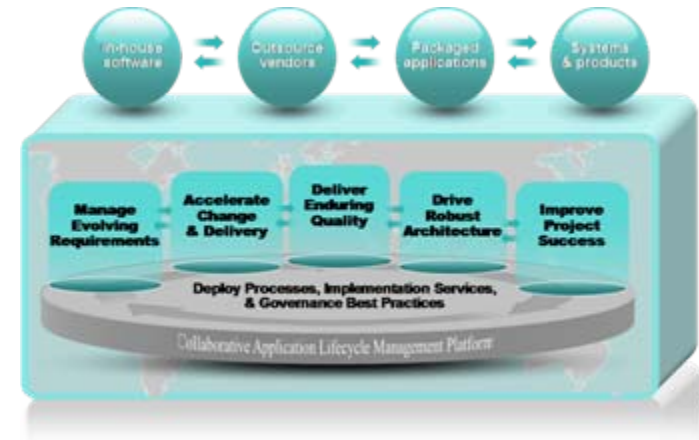 In-house
software
Outsource
vendors
Packaged
applications
Systems
& products
Manage
Evolving
Requirements
Accelerate
Change
& Delivery
Deliver
Enduring
Quality
Drive
Robust
Architecture
Improve
Project
Success
Deploy Processes, Implementation Services,
& Governance Best Practices
Collaborative Application Lifecycle Management Platform